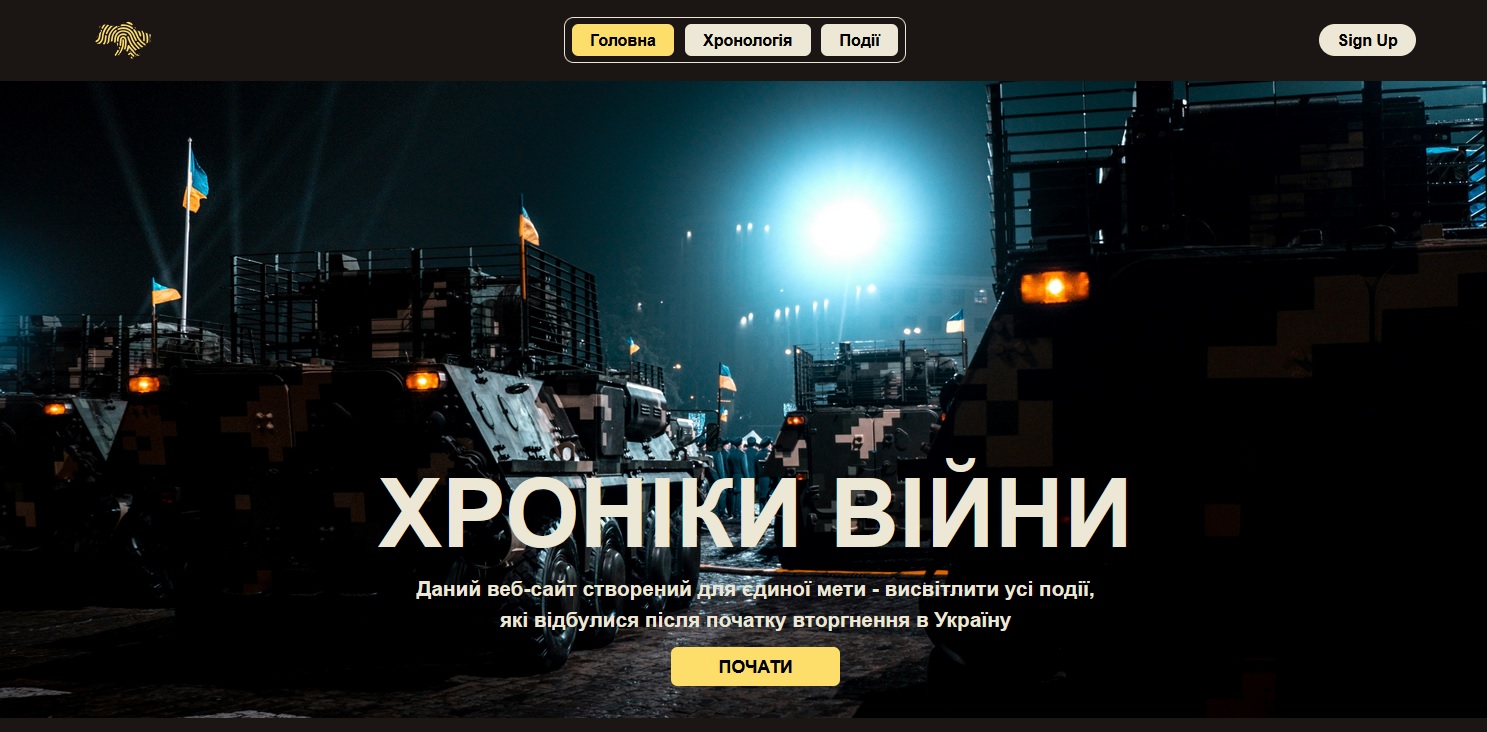 Головна
Хронологія
Події
Sign Up
ХРОНІКИ ВІЙНИ
Даний веб-сайт створений для єдиної мети - висвітлити усі події,
які відбулися після початку вторгнення в Україну
ПОЧАТИ